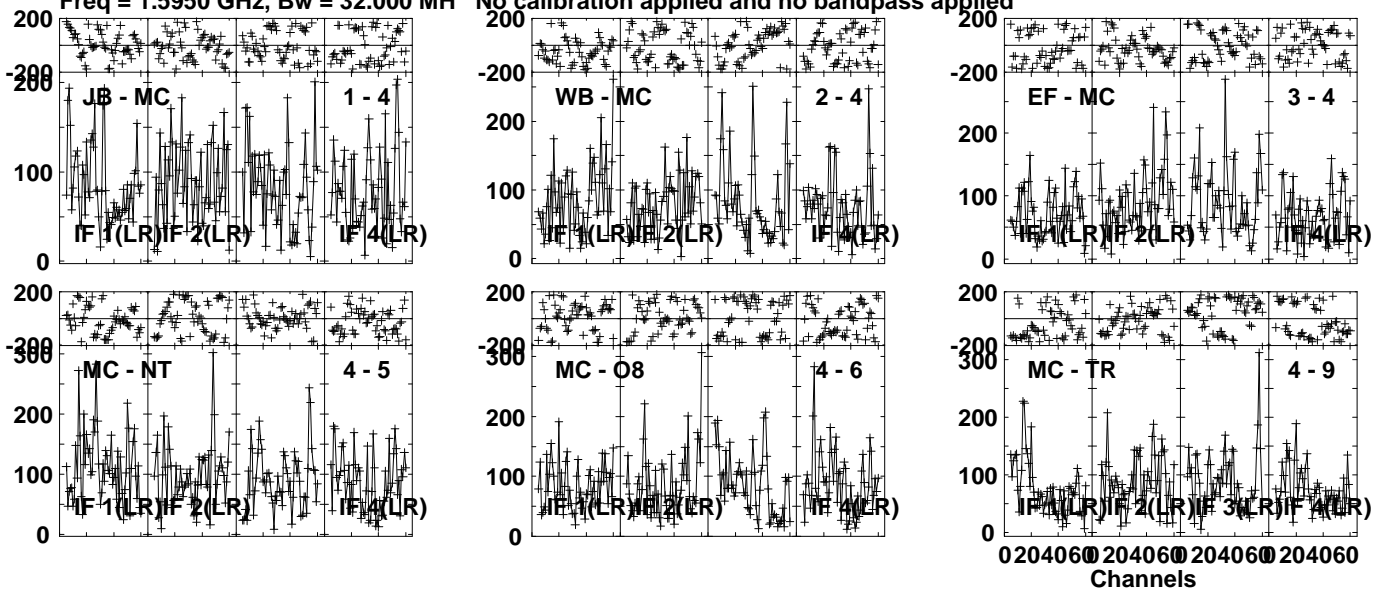 Freq = 1.5950 GHz, Bw = 32.000 MH No calibration applied and no bandpass applied
200
-200
200
100
0
JB - MC
1 - 4
IF 1(LR)
IF 2(LR)
IF 4(LR)
200
-200
200
100
0
WB - MC
2 - 4
IF 1(LR)
IF 2(LR)
IF 4(LR)
200
-200
200
100
0
EF - MC
3 - 4
IF 1(LR)
IF 2(LR)
IF 4(LR)
200
-200
300
200
100
0
MC - NT
4 - 5
IF 1(LR)
IF 2(LR)
IF 4(LR)
200
-200
300
200
100
0
MC - O8
4 - 6
IF 1(LR)
IF 2(LR)
IF 4(LR)
200
-200
300
200
100
0
MC - TR
4 - 9
IF 1(LR)
IF 2(LR)
IF 3(LR)
IF 4(LR)
0 20 40 60 0 20 40 60 0 20 40 60 0 20 40 60
Channels